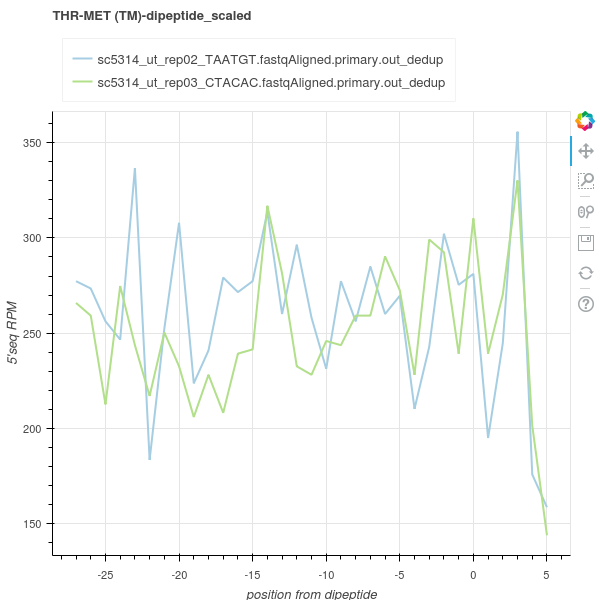 THR-MET (TM)-dipeptide_scaled
sc5314_ut_rep02_TAATGT.fastqAligned.primary.out_dedup
sc5314_ut_rep03_CTACAC.fastqAligned.primary.out_dedup
350
300
250
200
150
5'seq RPM
-25 -20 -15 -10 -5 0 5
position from dipeptide